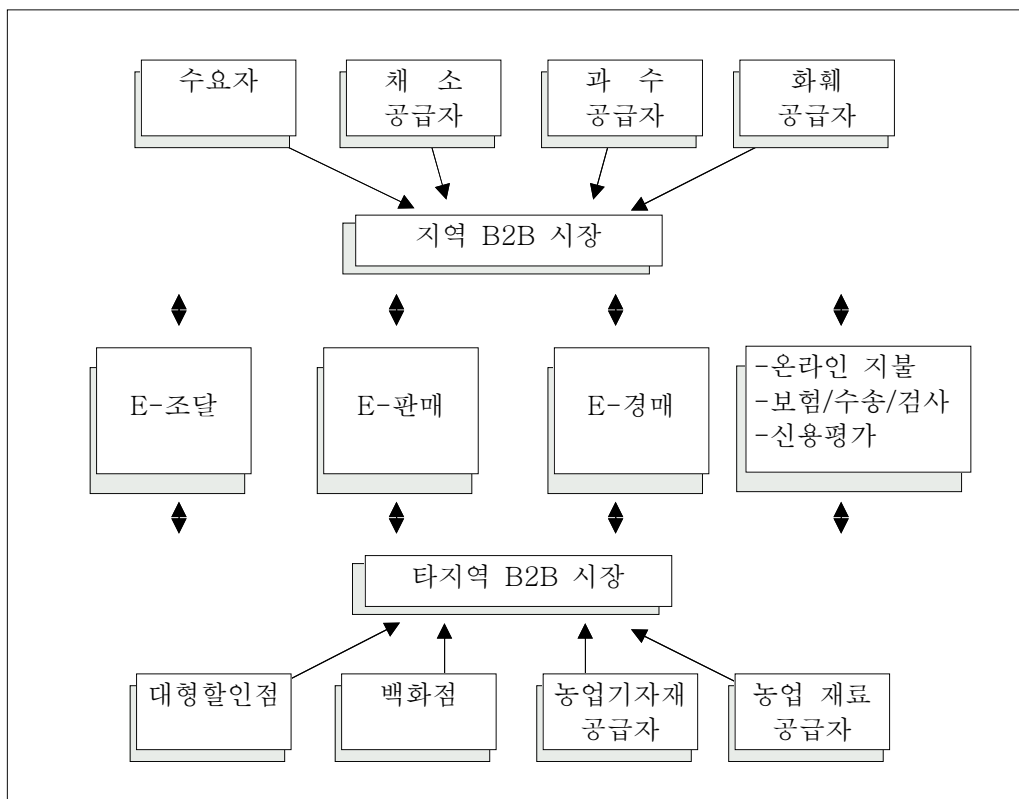 수요자
채 소
공급자
과 수
공급자
화훼
공급자
지역 B2B 시장
E-조달
E-판매
E-경매
-온라인 지불
-보험/수송/검사
-신용평가
타지역 B2B 시장
대형할인점
백화점
농업기자재
공급자
농업 재료
공급자